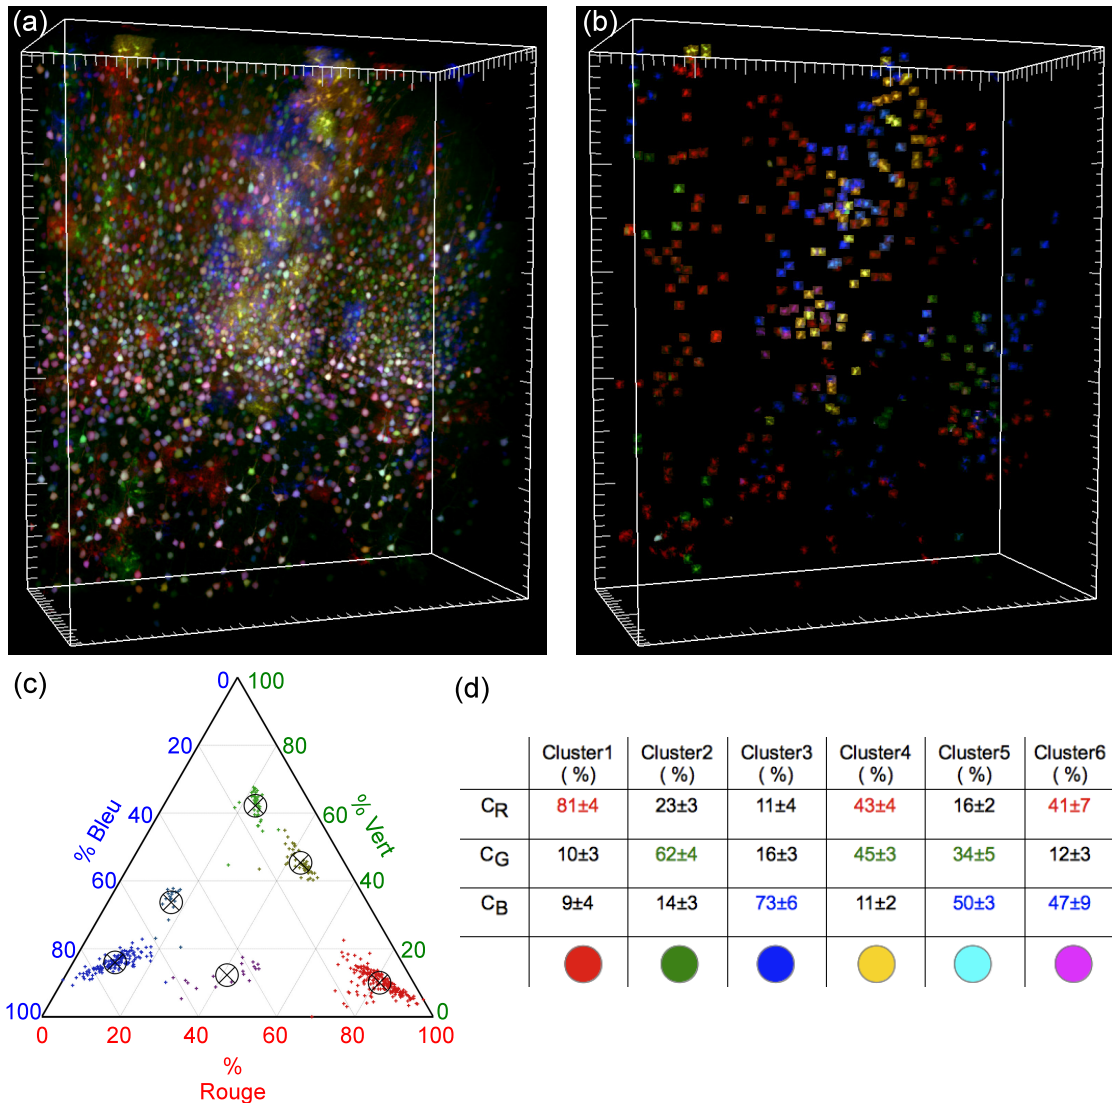 (a)
(b)
(c)
0 100
20 80
40 60
60 40
80 20
100 0
% Bleu
% Vert
0 20 40 60 80 100
%
Rouge
(d)
Cluster1 Cluster2 Cluster3 Cluster4 Cluster5 Cluster6
( %) ( %) ( %) ( %) ( %) ( %)
CR 81±4 23±3 11±4 43±4 16±2 41±7
CG 10±3 62±4 16±3 45±3 34±5 12±3
CB 9±4 14±3 73±6 11±2 50±3 47±9